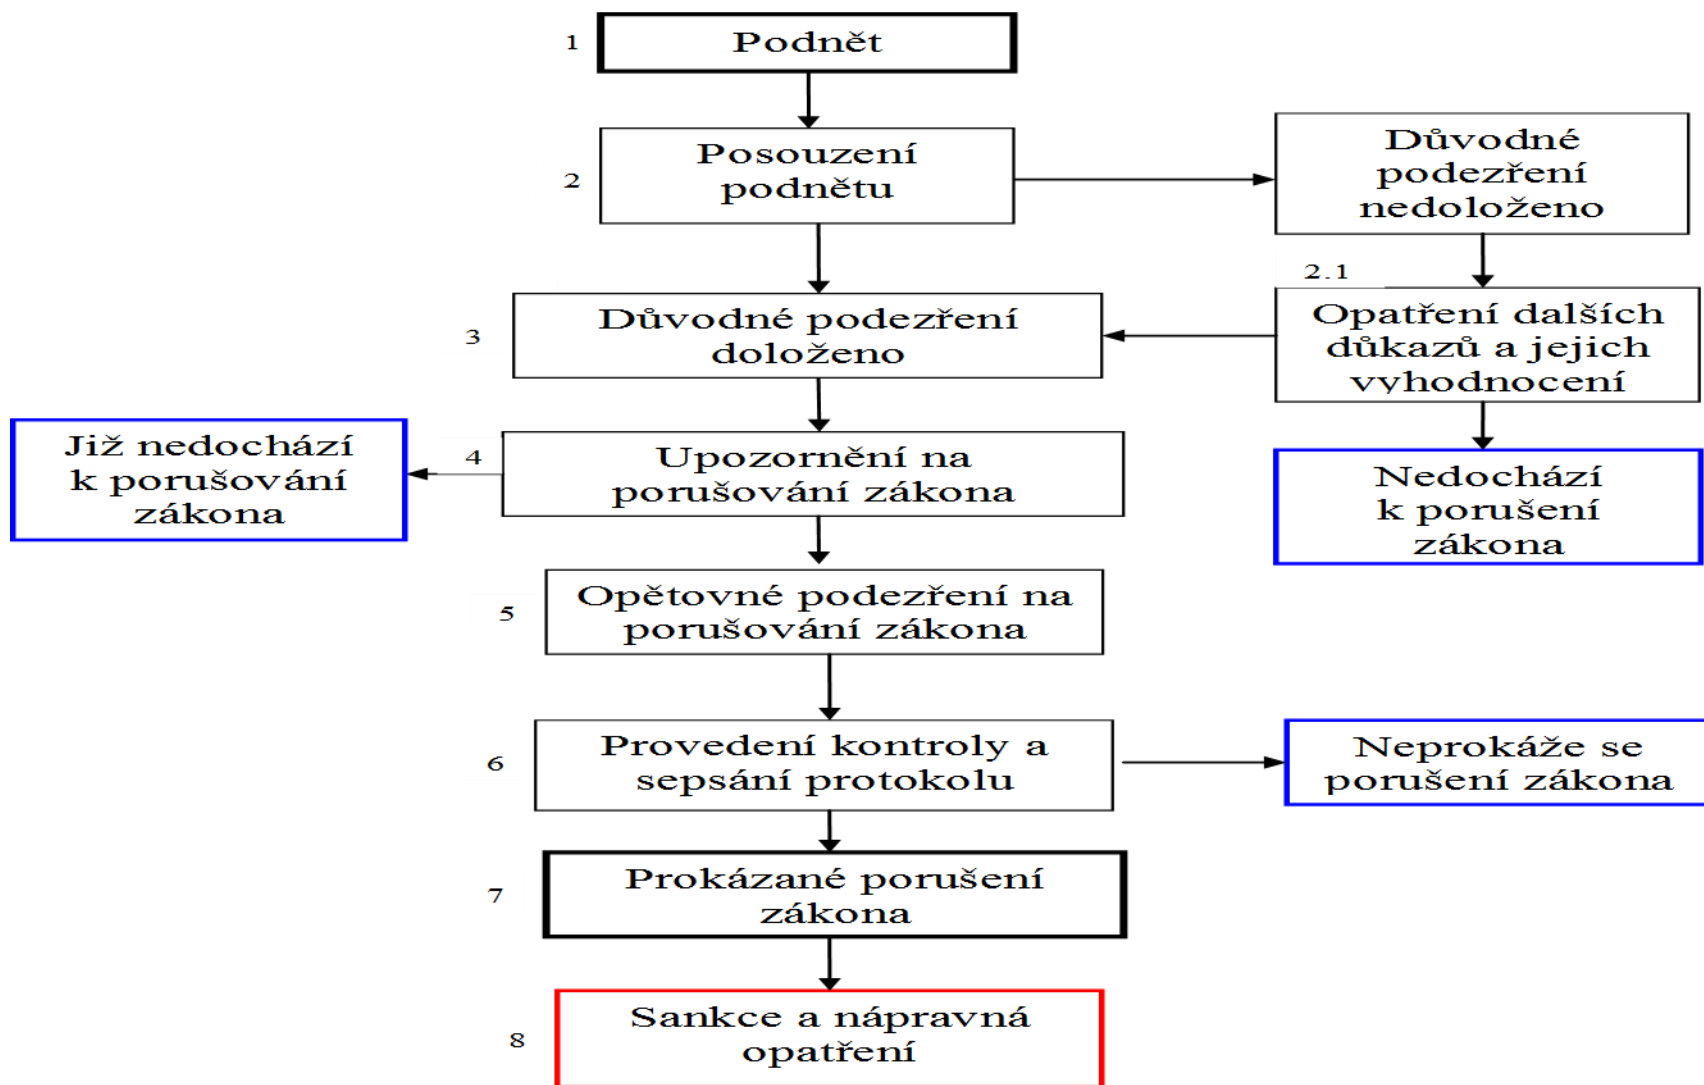 1
Podnět
2
Posouzení
podnětu
Důvodné
podezření
nedoloženo
2.1
Opatření dalších
důkazů a jejich
vyhodnocení
3
Důvodné podezření
doloženo
Již nedochází
k porušování
zákona
4
Upozornění na
porušování zákona
Nedochází
k porušení
zákona
5
Opětovné podezření na
porušování zákona
6
Provedení kontroly a
sepsání protokolu
Neprokáže se
porušení zákona
7
Prokázané porušení
zákona
8
Sankce a nápravná
opatření